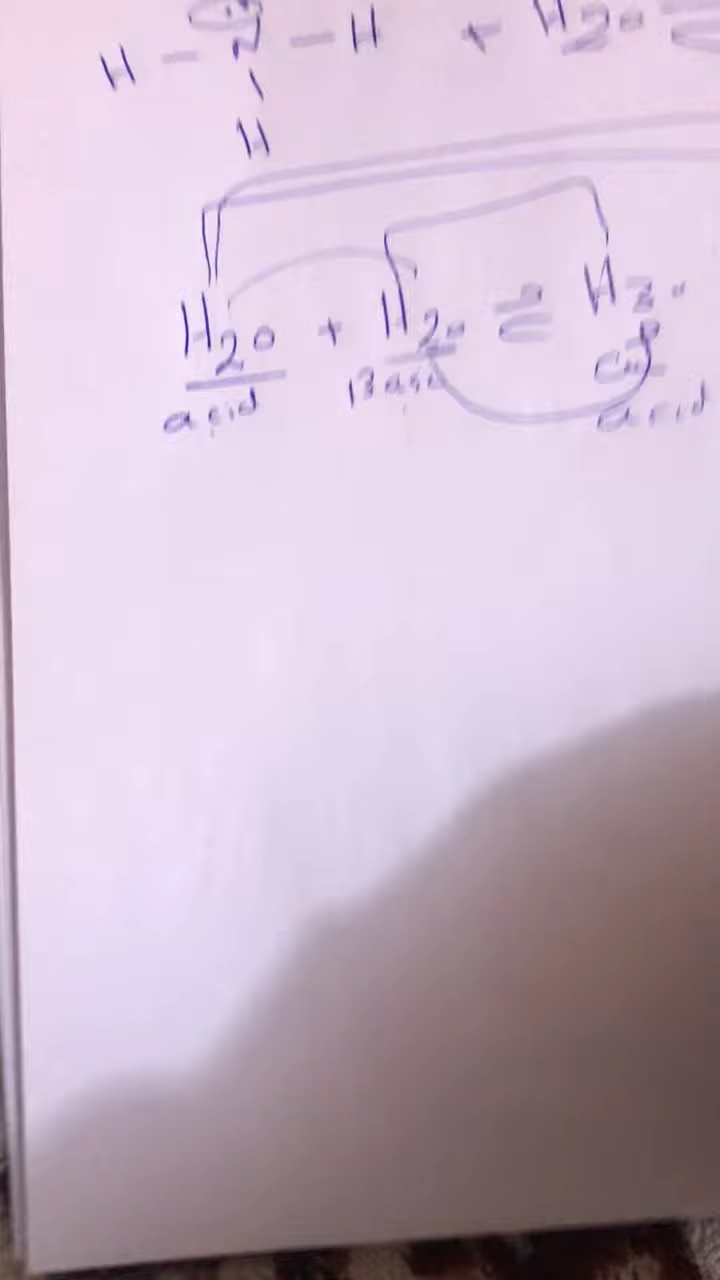 N
H - N - H + H2O ⇌
H
H2O + H2O ⇌ H3O
acid Base
acid